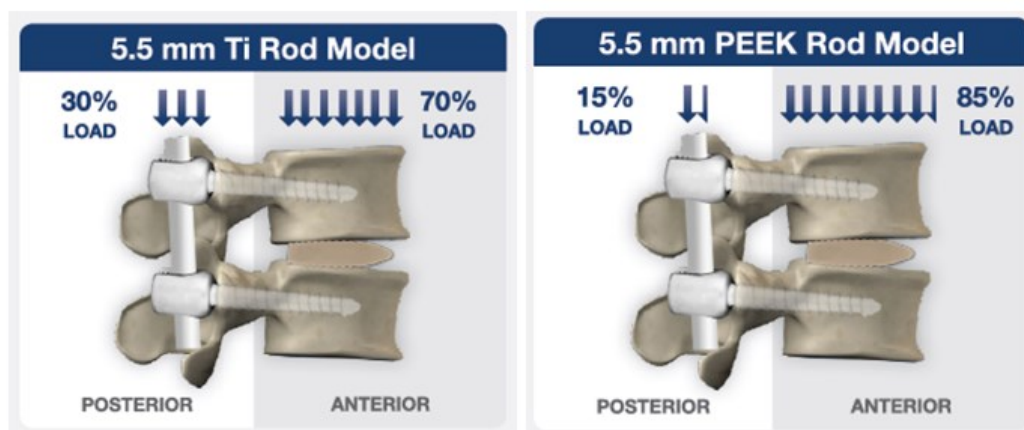 5.5 mm Ti Rod Model
30%
LOAD
70%
LOAD
POSTERIOR
ANTERIOR
5.5 mm PEEK Rod Model
15%
LOAD
85%
LOAD
POSTERIOR
ANTERIOR